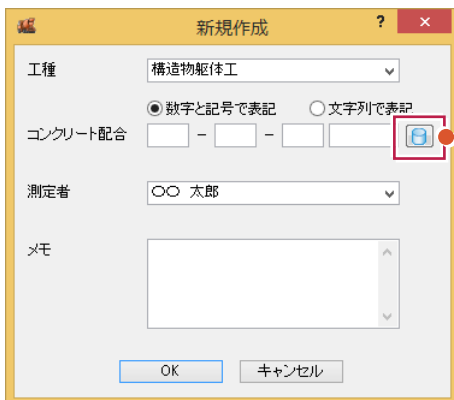 新規作成
?
×
工種
構造物躯体工
数字と記号で表記
文字列で表記
コンクリート配合
-
-
測定者
〇〇 太郎
メモ
OK
キャンセル